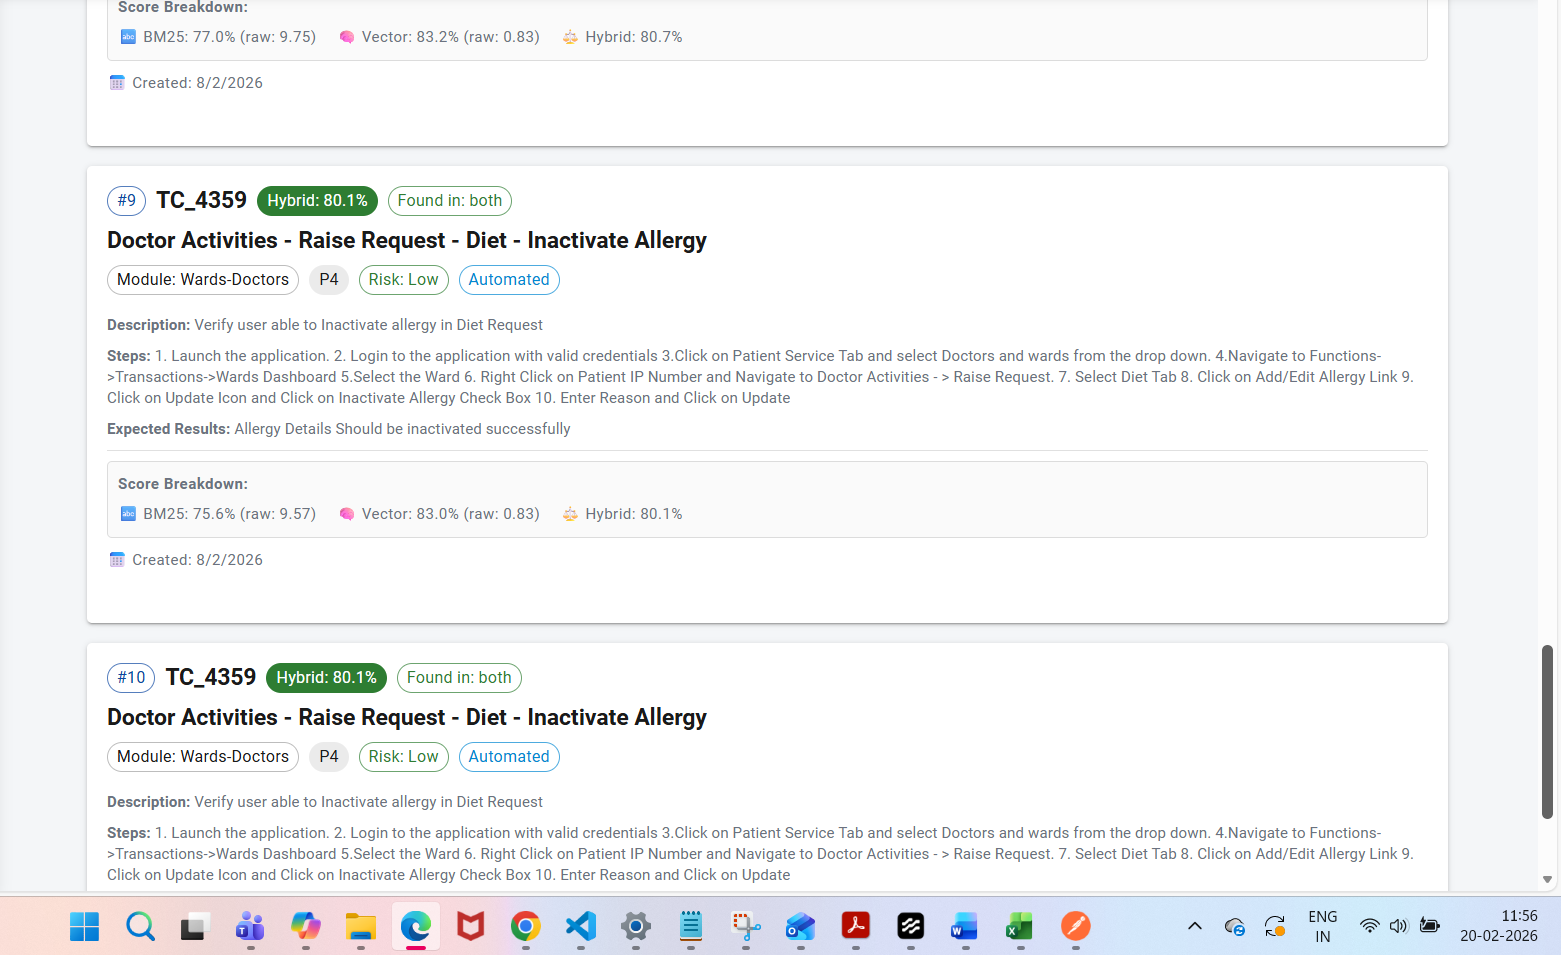 Score Breakdown:
BM25: 77.0% (raw: 9.75) Vector: 83.2% (raw: 0.83) Hybrid: 80.7%
Created: 8/2/2026
#9 TC_4359 Hybrid: 80.1% Found in: both
Doctor Activities - Raise Request - Diet - Inactivate Allergy
Module: Wards-Doctors P4 Risk: Low Automated
Description: Verify user able to Inactivate allergy in Diet Request
Steps: 1. Launch the application. 2. Login to the application with valid credentials 3.Click on Patient Service Tab and select Doctors and wards from the drop down. 4.Navigate to Functions-
>Transactions->Wards Dashboard 5.Select the Ward 6. Right Click on Patient IP Number and Navigate to Doctor Activities - > Raise Request. 7. Select Diet Tab 8. Click on Add/Edit Allergy Link 9.
Click on Update Icon and Click on Inactivate Allergy Check Box 10. Enter Reason and Click on Update
Expected Results: Allergy Details Should be inactivated successfully
Score Breakdown:
BM25: 75.6% (raw: 9.57) Vector: 83.0% (raw: 0.83) Hybrid: 80.1%
Created: 8/2/2026
#10 TC_4359 Hybrid: 80.1% Found in: both
Doctor Activities - Raise Request - Diet - Inactivate Allergy
Module: Wards-Doctors P4 Risk: Low Automated
Description: Verify user able to Inactivate allergy in Diet Request
Steps: 1. Launch the application. 2. Login to the application with valid credentials 3.Click on Patient Service Tab and select Doctors and wards from the drop down. 4.Navigate to Functions-
>Transactions->Wards Dashboard 5.Select the Ward 6. Right Click on Patient IP Number and Navigate to Doctor Activities - > Raise Request. 7. Select Diet Tab 8. Click on Add/Edit Allergy Link 9.
Click on Update Icon and Click on Inactivate Allergy Check Box 10. Enter Reason and Click on Update
ENG
IN
11:56
20-02-2026